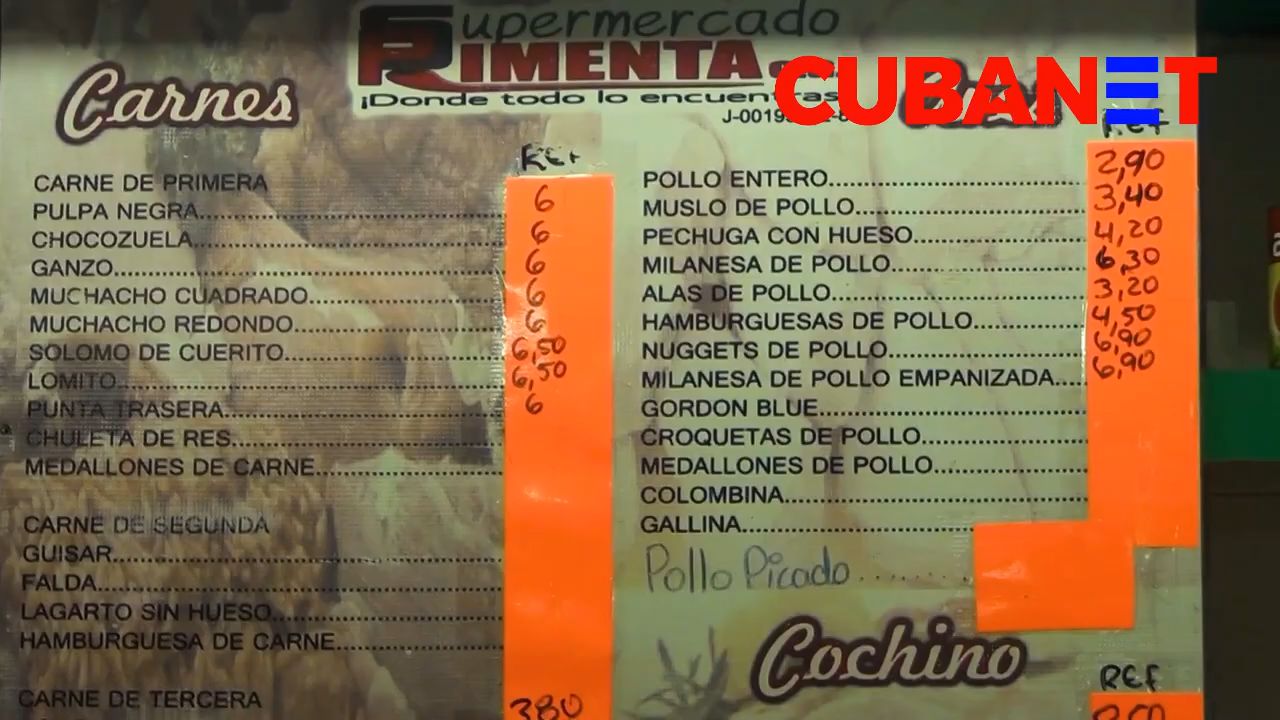 Supermercado
RIMENTA
¡Donde todo lo encuentras
CUBANET
Carnes
REF
CARNE DE PRIMERA
PULPA NEGRA 6
CHOCOZUELA 6
GANZO 6
MUCHACHO CUADRADO 6
MUCHACHO REDONDO 6
SOLOMO DE CUERITO 6,50
LOMITO 6,50
PUNTA TRASERA 6
CHULETA DE RES
MEDALLONES DE CARNE
CARNE DE SEGUNDA
GUISAR
FALDA
LAGARTO SIN HUESO
HAMBURGUESA DE CARNE
CARNE DE TERCERA
380
REF
POLLO ENTERO 2,90
MUSLO DE POLLO 3,40
PECHUGA CON HUESO 4,20
MILANESA DE POLLO 6,30
ALAS DE POLLO 3,20
HAMBURGUESAS DE POLLO 4,50
NUGGETS DE POLLO 6,90
MILANESA DE POLLO EMPANIZADA 6,90
GORDON BLUE
CROQUETAS DE POLLO
MEDALLONES DE POLLO
COLOMBINA
GALLINA
Pollo Picado
Cochino
REF